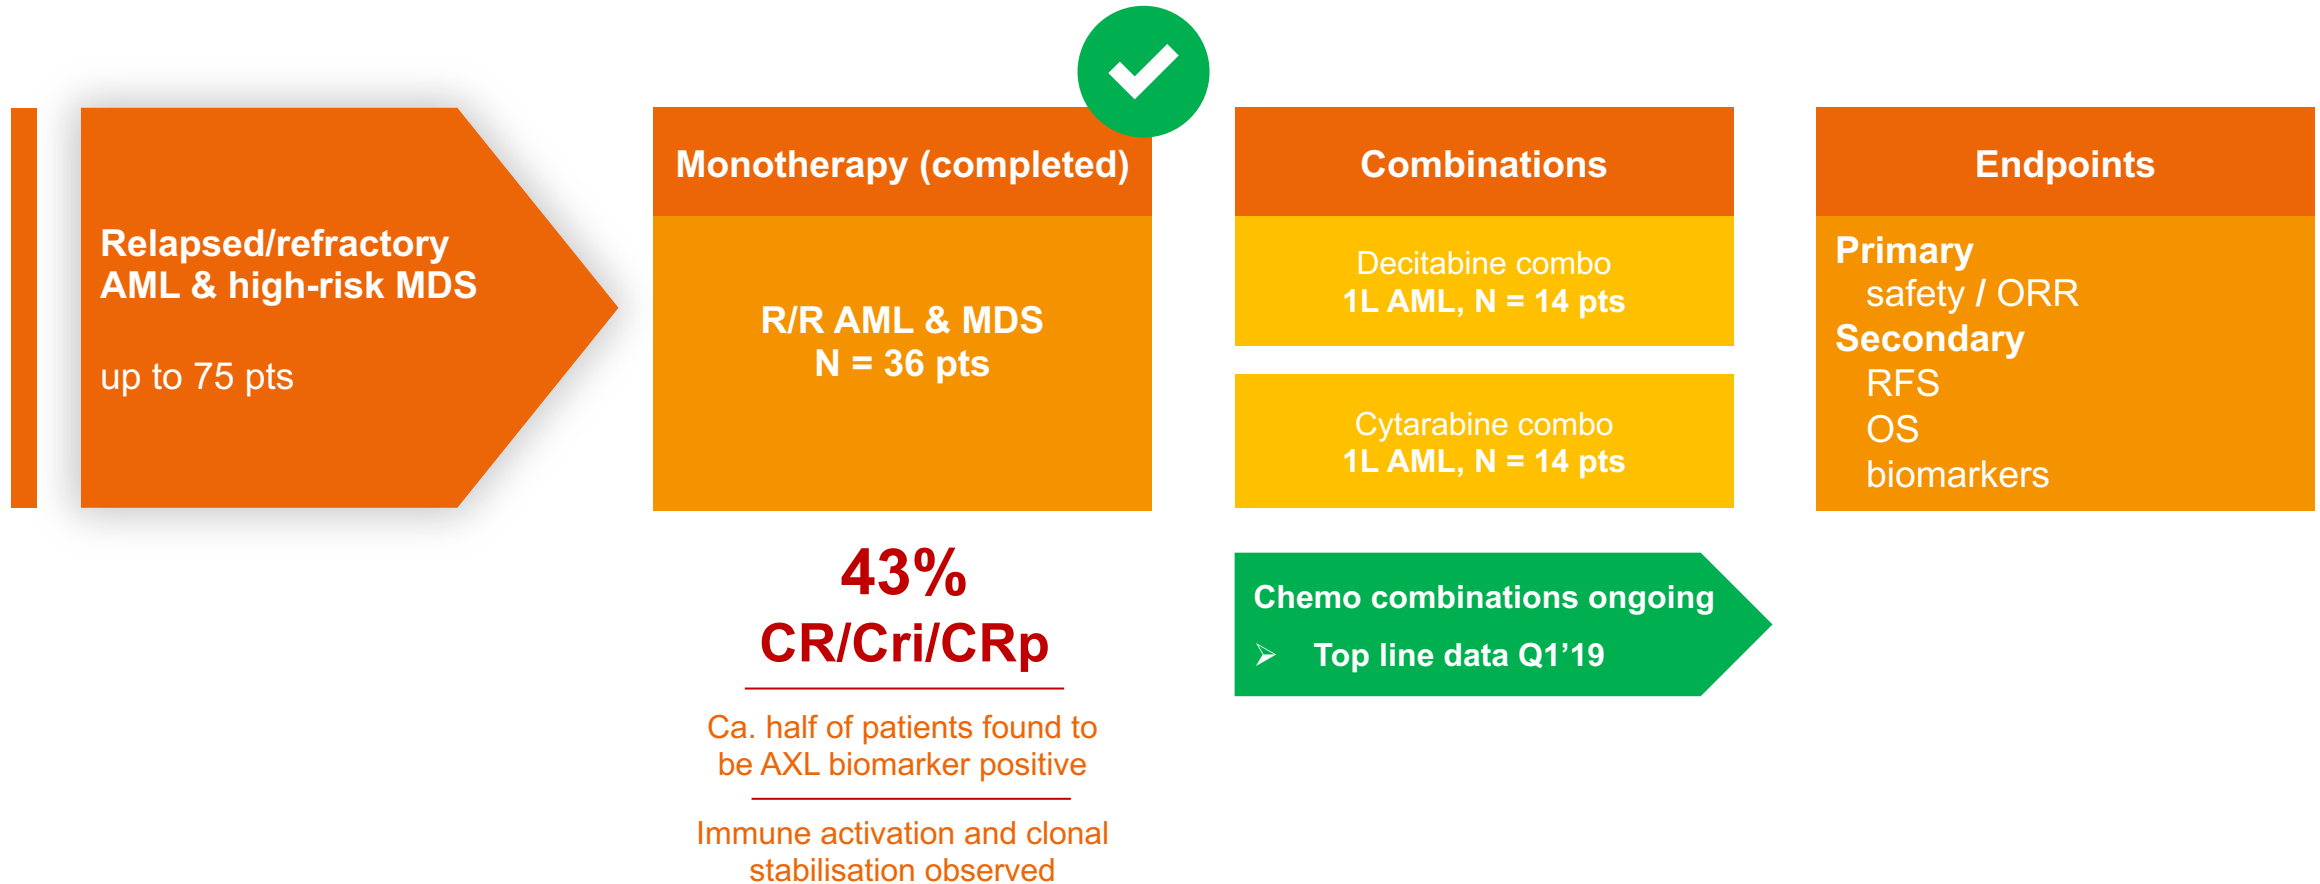 Relapsed/refractory
AML & high-risk MDS
up to 75 pts
Monotherapy (completed)
R/R AML & MDS
N = 36 pts
43%
CR/Cri/CRp
Ca. half of patients found to
be AXL biomarker positive
Immune activation and clonal
stabilisation observed
Combinations
Decitabine combo
1L AML, N = 14 pts
Cytarabine combo
1L AML, N = 14 pts
Chemo combinations ongoing
➢ Top line data Q1’19
Endpoints
Primary
safety / ORR
Secondary
RFS
OS
biomarkers